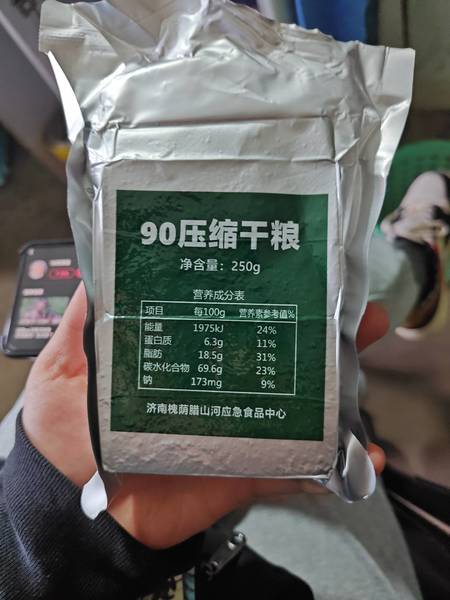 90压缩干粮
净含量：250g
营养成分表
项目 每100g 营养素参考值%
能量 1975kJ 24%
蛋白质 6.3g 11%
脂肪 18.5g 31%
碳水化合物 69.6g 23%
钠 173mg 9%
济南槐荫腊山河应急食品中心